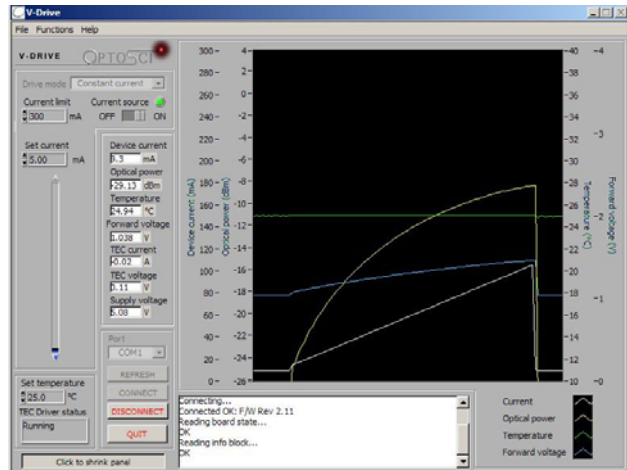 V-Drive
File Functions Help
V-DRIVE OPTOSCI
Drive mode Constant current
Current limit Current source
300 mA OFF ON
Set current
5.00 mA
Device current
mA
Optical power
-29.13 dBm
Temperature
24.94 °C
Forward voltage
1.038 V
TEC current
-0.02 A
TEC voltage
V
Supply voltage
5.08 V
Port
COM1
REFRESH
CONNECT
DISCONNECT
QUIT
Set temperature
25.0 °C
TEC Driver status
Running
Click to shrink panel
300 4 40 4
280 2 38
260 0 36
240 -2 34
220 -4 32 3
200 -6 30
180 -8 28
160 -10 26
140 -12 24 2
120 -14 22
100 -16 20
80 -18 18 1
60 -20 16
40 -22 14
20 -24 12
0 -26 10 0
Device current (mA)
Optical power (dBm)
Temperature (°C)
Forward voltage (V)
Connecting...
Connected OK: F/W Rev 2.11
Reading board state...
OK
Reading info block...
OK
Current
Optical power
Temperature
Forward voltage